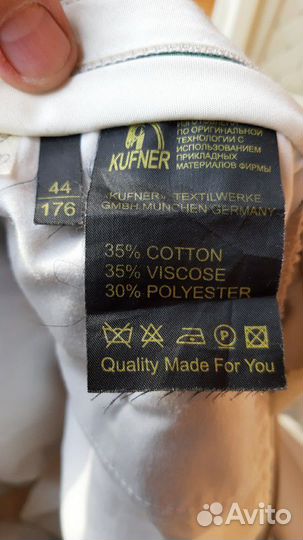 ПО ОРИГИНАЛЬНОЙ
ТЕХНОЛОГИИ С
ИСПОЛЬЗОВАНИЕМ
ПРИКЛАДНЫХ
МАТЕРИАЛОВ ФИРМЫ
KUFNER
44
176
KUFNER TEXTILWERKE
GMBH MÜNCHEN GERMANY
35% COTTON
35% VISCOSE
30% POLYESTER
P
Quality Made For You
Avito